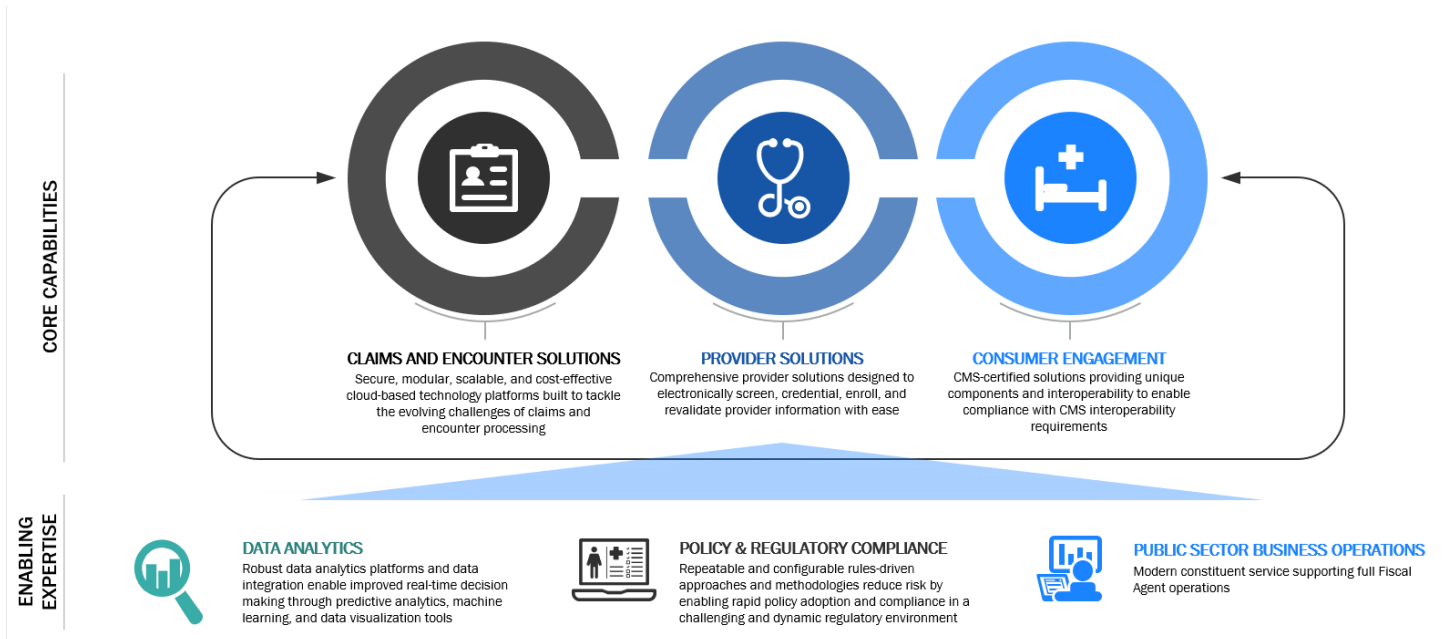 CORE CAPABILITIES
CLAIMS AND ENCOUNTER SOLUTIONS
Secure, modular, scalable, and cost-effective
cloud-based technology platforms built to tackle
the evolving challenges of claims and
encounter processing
PROVIDER SOLUTIONS
Comprehensive provider solutions designed to
electronically screen, credential, enroll, and
revalidate provider information with ease
CONSUMER ENGAGEMENT
CMS-certified solutions providing unique
components and interoperability to enable
compliance with CMS interoperability
requirements
ENABLING
EXPERTISE
DATA ANALYTICS
Robust data analytics platforms and data
integration enable improved real-time decision
making through predictive analytics, machine
learning, and data visualization tools
POLICY & REGULATORY COMPLIANCE
Repeatable and configurable rules-driven
approaches and methodologies reduce risk by
enabling rapid policy adoption and compliance in a
challenging and dynamic regulatory environment
PUBLIC SECTOR BUSINESS OPERATIONS
Modern constituent service supporting full Fiscal
Agent operations